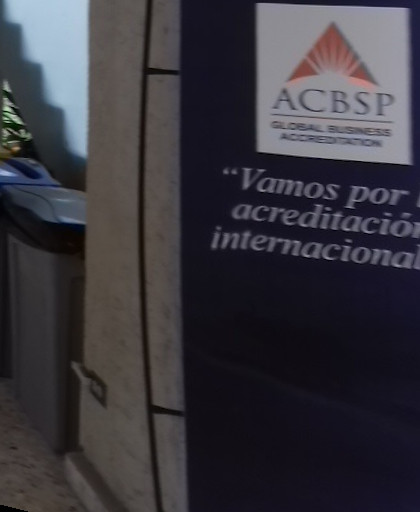 ACBSP
GLOBAL BUSINESS
ACCREDITATION
“Vamos por
acreditación
internacional